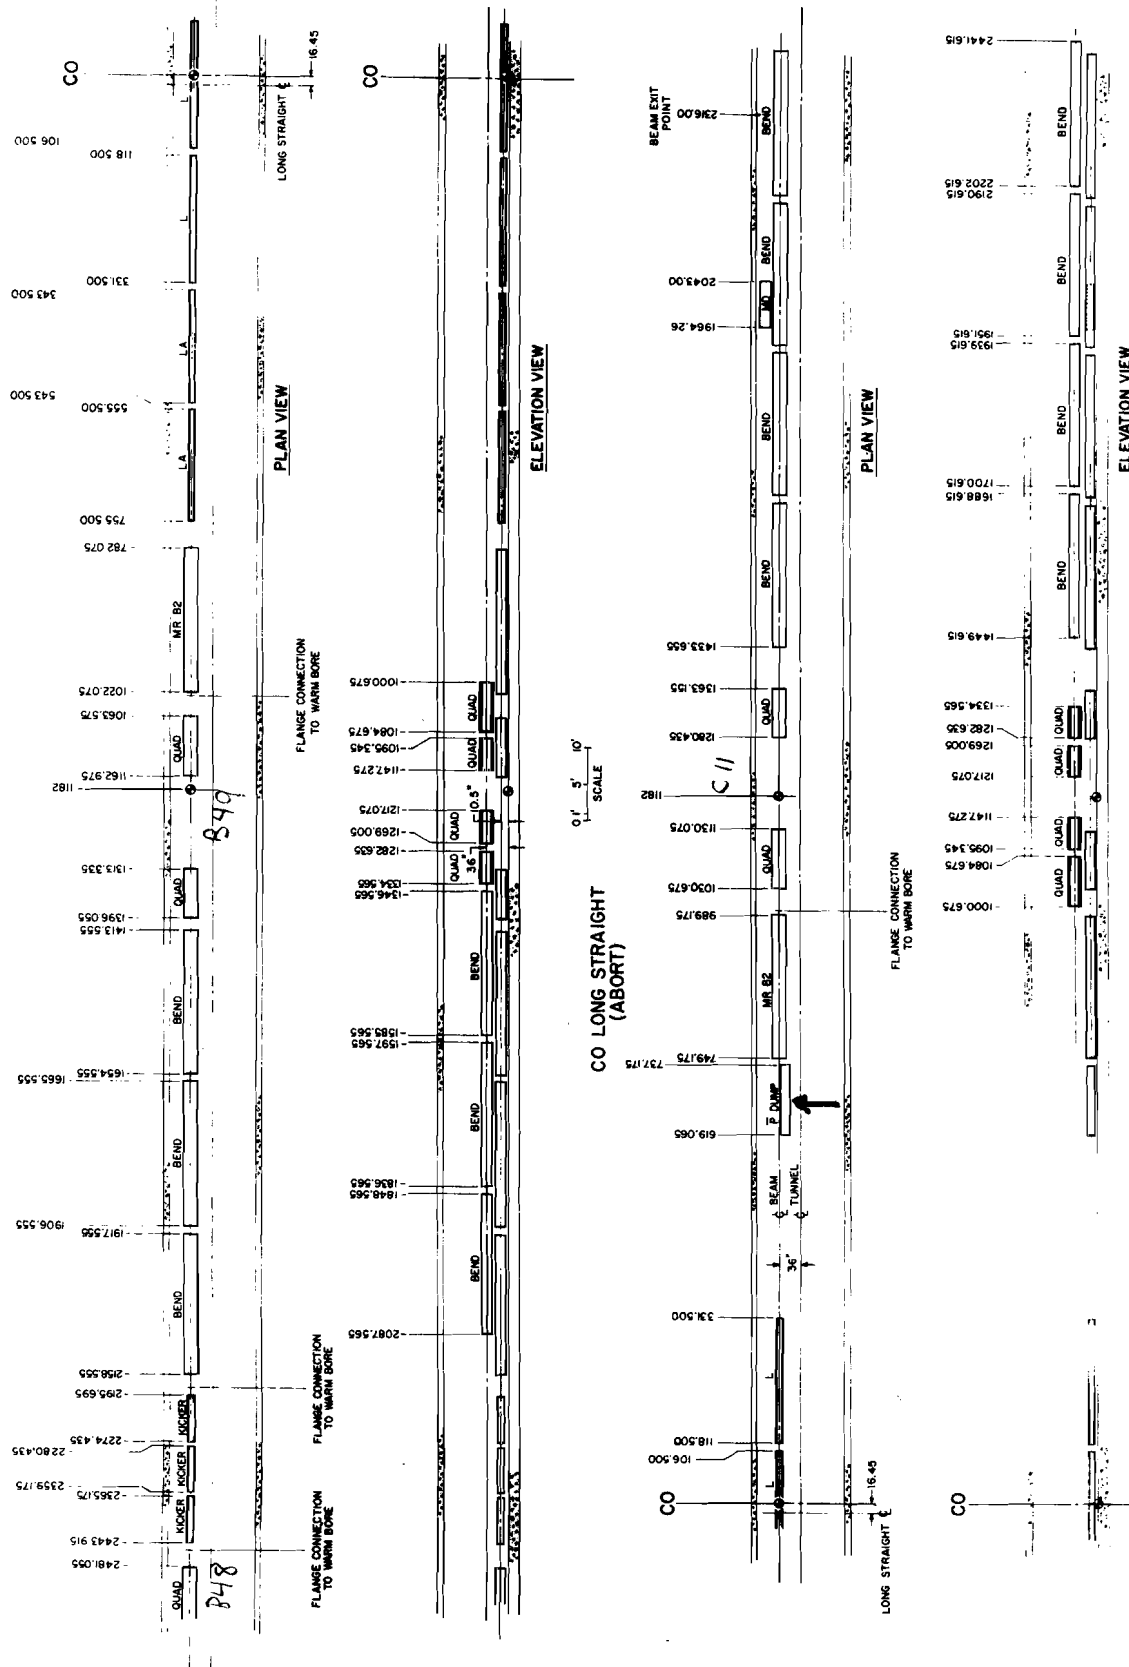 CO
16.45
LONG STRAIGHT ℄
106.500
118.500
L
L
331.500
343.500
LA
543.500
555.500
LA
755.500
PLAN VIEW
782.075
MR B2
1022.075
FLANGE CONNECTION
TO WARM BORE
1063.575
QUAD
1162.975
1182
B49
1313.335
QUAD
1396.055
1413.555
BEND
1654.555
1665.555
BEND
1906.555
1917.555
BEND
2158.555
FLANGE CONNECTION
TO WARM BORE
2195.695
KICKER
2274.435
2280.435
KICKER
2359.175
2365.175
KICKER
2443.915
FLANGE CONNECTION
TO WARM BORE
2481.055
QUAD
B48
CO
ELEVATION VIEW
1000.675
QUAD
1084.675
1095.345
QUAD
1147.275
10.5"
1217.075
QUAD
1269.005
1282.635
QUAD
36"
1334.565
1346.565
BEND
1585.565
1597.565
BEND
1836.565
1848.565
BEND
2087.565
0 1' 5' 10'
SCALE
CO LONG STRAIGHT
(ABORT)
BEAM EXIT
POINT
2316.00
BEND
BEND
2043.00
MD
1964.26
BEND
PLAN VIEW
BEND
1433.655
1363.155
QUAD
1280.435
C11
1182
1130.075
QUAD
1030.675
FLANGE CONNECTION
TO WARM BORE
989.175
MR B2
749.175
737.175
P̅ DUMP
619.065
℄ BEAM
℄ TUNNEL
36"
331.500
L
118.500
106.500
L
CO
16.45
LONG STRAIGHT ℄
2441.615
BEND
2202.615
2190.615
BEND
1951.615
1939.615
BEND
ELEVATION VIEW
1700.615
1688.615
BEND
1449.615
1334.565
QUAD
1282.635
1269.005
QUAD
1217.075
1147.275
QUAD
1095.345
1084.675
QUAD
1000.675
CO